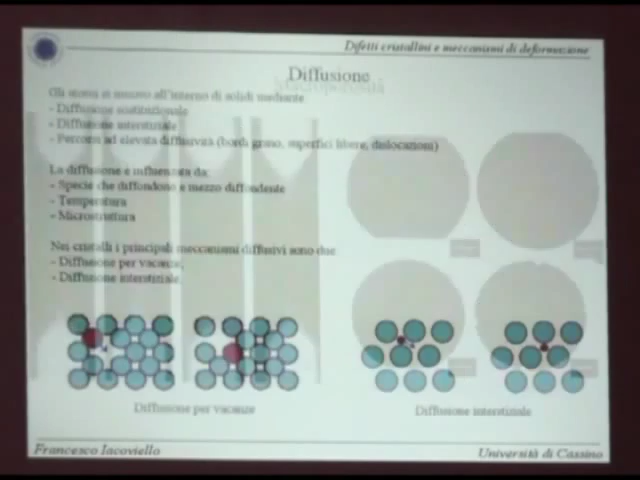 Difetti cristallini e meccanismi di deformazione
Diffusione
Microporosità
Gli atomi si muovono all'interno di solidi mediante
- Diffusione sostituzionale
- Diffusione interstiziale
- Percorsi ad elevata diffusività (bordi grano, superfici libere, dislocazioni)
La diffusione è influenzata da:
- Specie che diffondono e mezzo diffondente
- Temperatura
- Microstruttura
Nei cristalli i principali meccanismi diffusivi sono due
- Diffusione per vacanze,
- Diffusione interstiziale.
Diffusione per vacanze
Diffusione interstiziale
Francesco Iacoviello
Università di Cassino